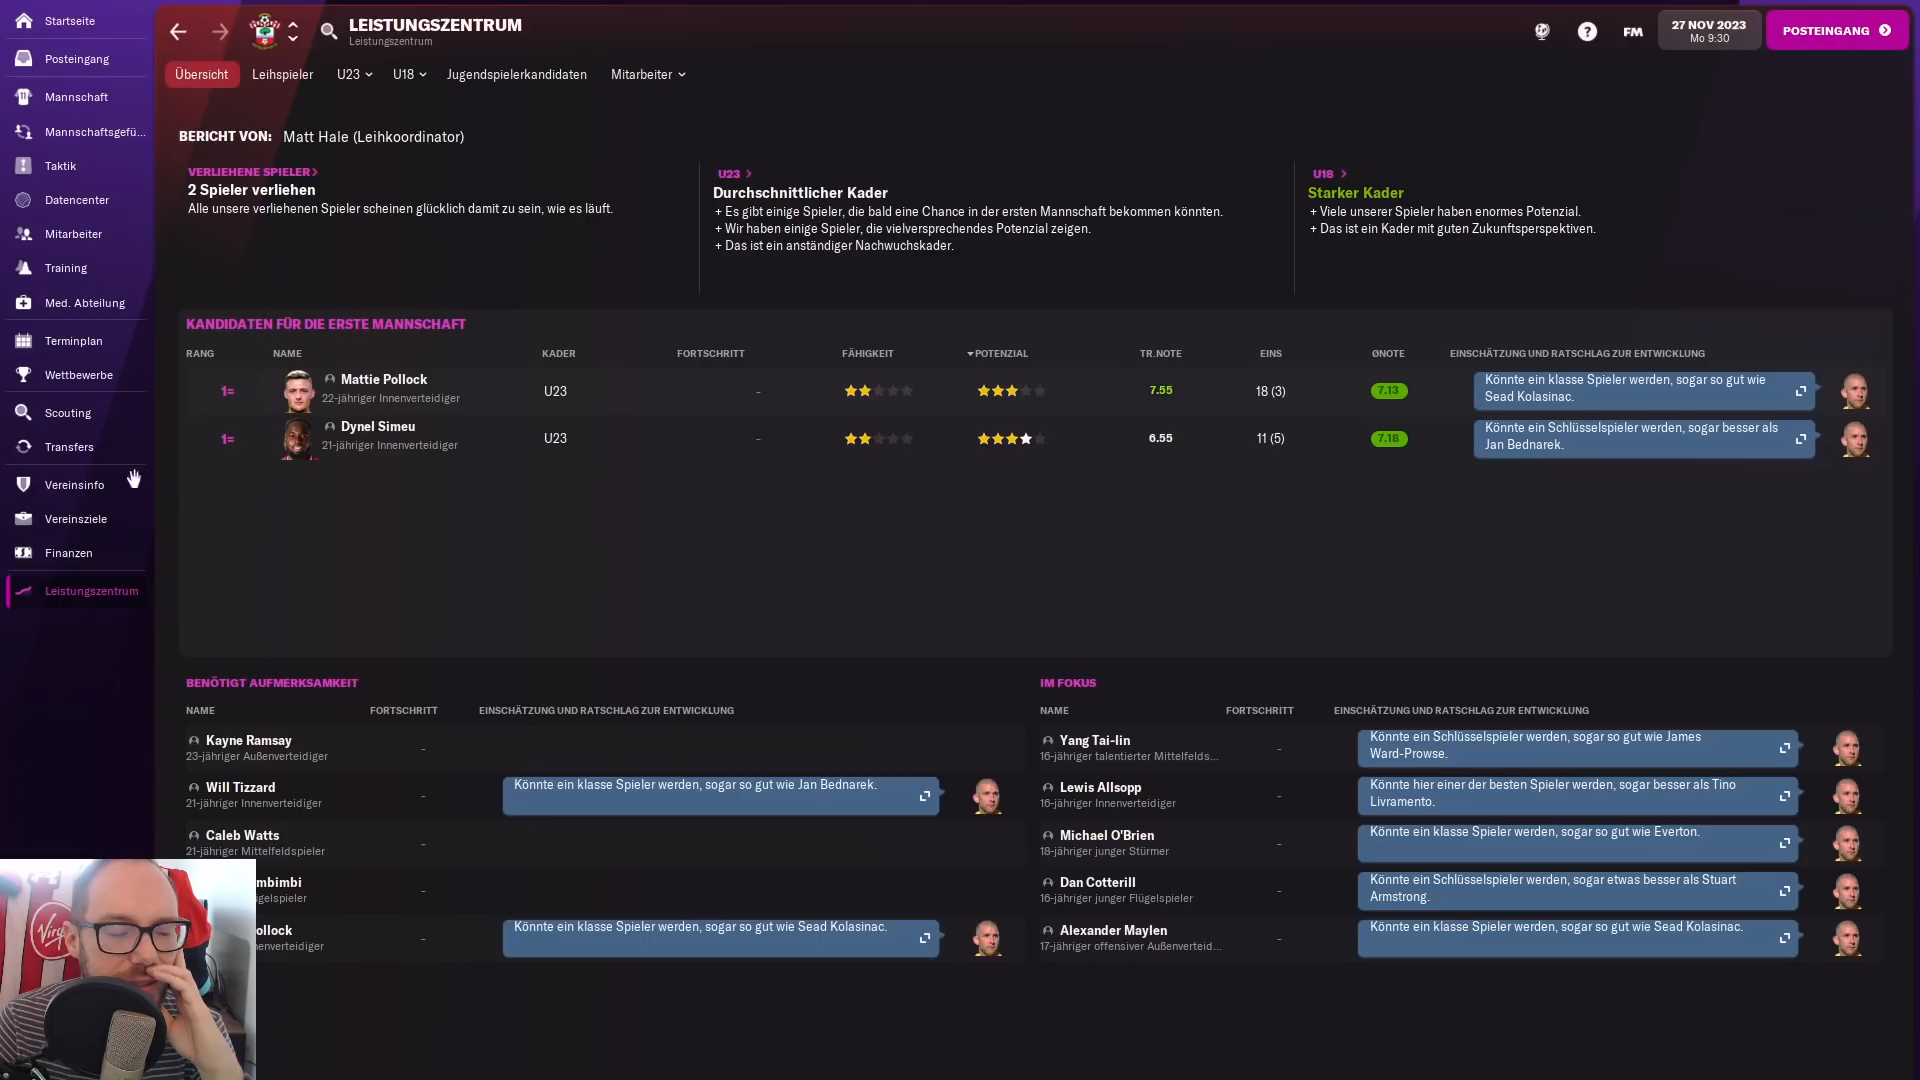 Startseite
Posteingang
Mannschaft
Mannschaftsgefü...
Taktik
Datencenter
Mitarbeiter
Training
Med. Abteilung
Terminplan
Wettbewerbe
Scouting
Transfers
Vereinsinfo
Vereinsziele
Finanzen
Leistungszentrum
LEISTUNGSZENTRUM
Leistungszentrum
FM
27 NOV 2023
Mo 9:30
POSTEINGANG
Übersicht Leihspieler U23 U18 Jugendspielerkandidaten Mitarbeiter
BERICHT VON: Matt Hale (Leihkoordinator)
VERLIEHENE SPIELER
2 Spieler verliehen
Alle unsere verliehenen Spieler scheinen glücklich damit zu sein, wie es läuft.
U23
Durchschnittlicher Kader
+ Es gibt einige Spieler, die bald eine Chance in der ersten Mannschaft bekommen könnten.
+ Wir haben einige Spieler, die vielversprechendes Potenzial zeigen.
+ Das ist ein anständiger Nachwuchskader.
U18
Starker Kader
+ Viele unserer Spieler haben enormes Potenzial.
+ Das ist ein Kader mit guten Zukunftsperspektiven.
KANDIDATEN FÜR DIE ERSTE MANNSCHAFT
RANG NAME KADER FORTSCHRITT FÄHIGKEIT POTENZIAL TR.NOTE EINS ØNOTE EINSCHÄTZUNG UND RATSCHLAG ZUR ENTWICKLUNG
1= Mattie Pollock
22-jähriger Innenverteidiger
U23 - 7.55 18 (3) 7.13
Könnte ein klasse Spieler werden, sogar so gut wie
Sead Kolasinac.
1= Dynel Simeu
21-jähriger Innenverteidiger
U23 - 6.55 11 (5) 7.18
Könnte ein Schlüsselspieler werden, sogar besser als
Jan Bednarek.
BENÖTIGT AUFMERKSAMKEIT
NAME FORTSCHRITT EINSCHÄTZUNG UND RATSCHLAG ZUR ENTWICKLUNG
Kayne Ramsay
23-jähriger Außenverteidiger
-
Will Tizzard
21-jähriger Innenverteidiger
-
Könnte ein klasse Spieler werden, sogar so gut wie Jan Bednarek.
Caleb Watts
21-jähriger Mittelfeldspieler
-
mbimbi
gelspieler
-
ollock
nenverteidiger
-
Könnte ein klasse Spieler werden, sogar so gut wie Sead Kolasinac.
IM FOKUS
NAME FORTSCHRITT EINSCHÄTZUNG UND RATSCHLAG ZUR ENTWICKLUNG
Yang Tai-lin
16-jähriger talentierter Mittelfelds...
-
Könnte ein Schlüsselspieler werden, sogar so gut wie James
Ward-Prowse.
Lewis Allsopp
16-jähriger Innenverteidiger
-
Könnte hier einer der besten Spieler werden, sogar besser als Tino
Livramento.
Michael O'Brien
18-jähriger junger Stürmer
-
Könnte ein klasse Spieler werden, sogar so gut wie Everton.
Dan Cotterill
16-jähriger junger Flügelspieler
-
Könnte ein Schlüsselspieler werden, sogar etwas besser als Stuart
Armstrong.
Alexander Maylen
17-jähriger offensiver Außenverteid...
-
Könnte ein klasse Spieler werden, sogar so gut wie Sead Kolasinac.
Virg